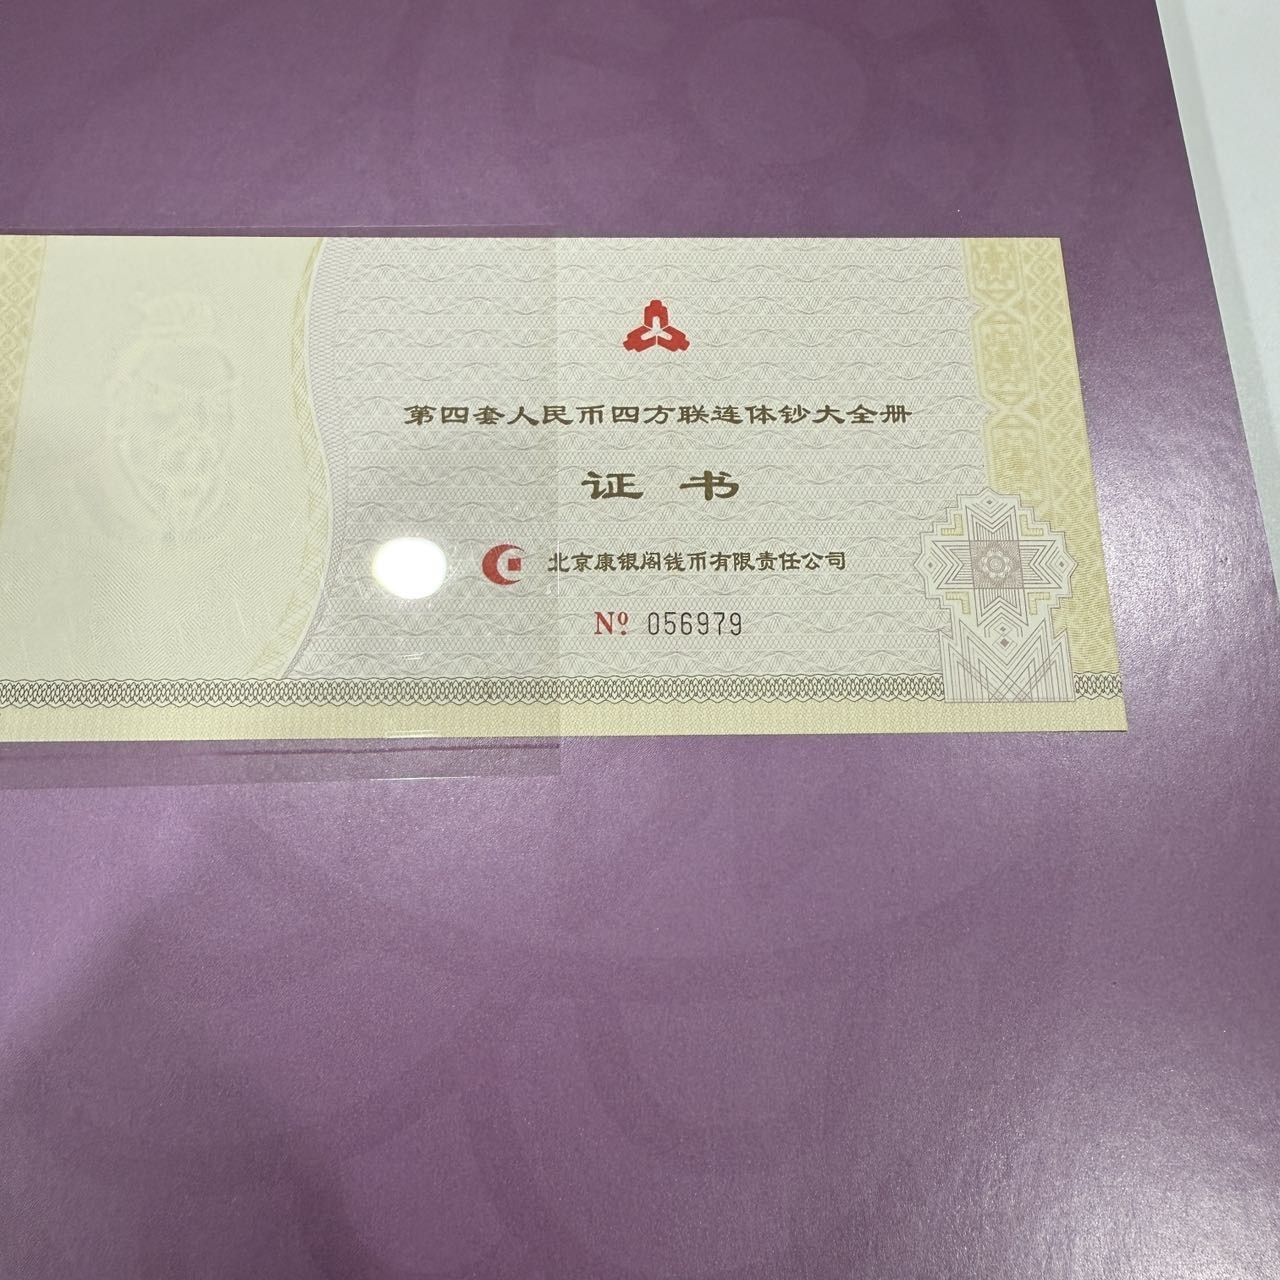 第四套人民币四方联连体钞大全册
证书
北京康银阁钱币有限责任公司
Nº 056979